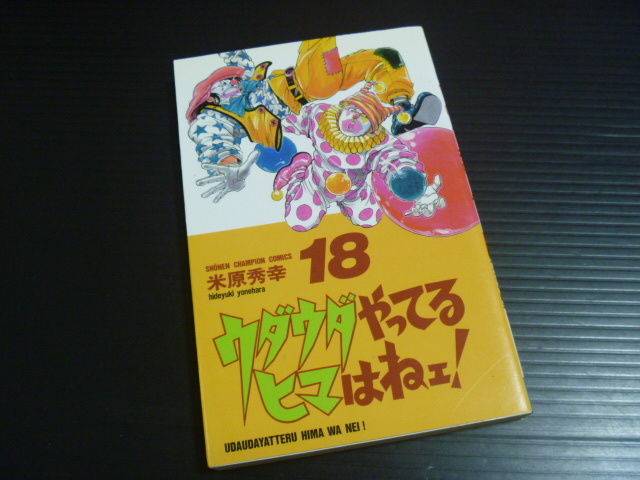 SHŌNEN CHAMPION COMICS
18
米原秀幸
hideyuki yonehara
ウダウダやってる
ヒマはねェ!
UDAUDAYATTERU HIMA WA NEI !